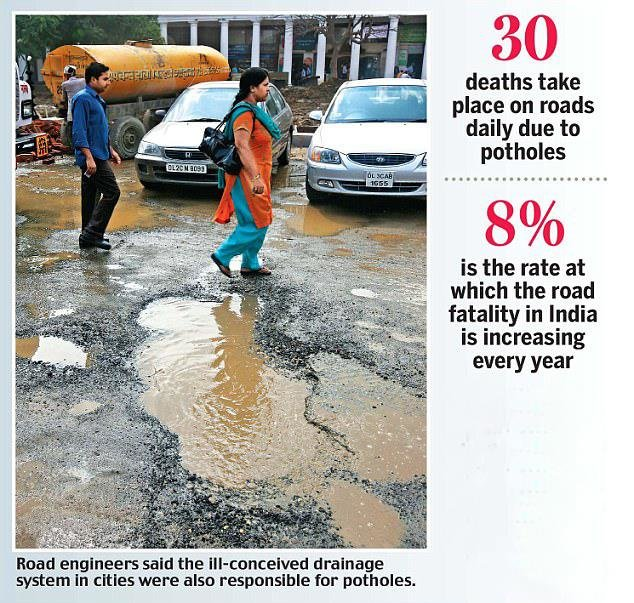 DL2C N 9093
DL3CAB
1655
30
deaths take
place on roads
daily due to
potholes
8%
is the rate at
which the road
fatality in India
is increasing
every year
Road engineers said the ill-conceived drainage
system in cities were also responsible for potholes.